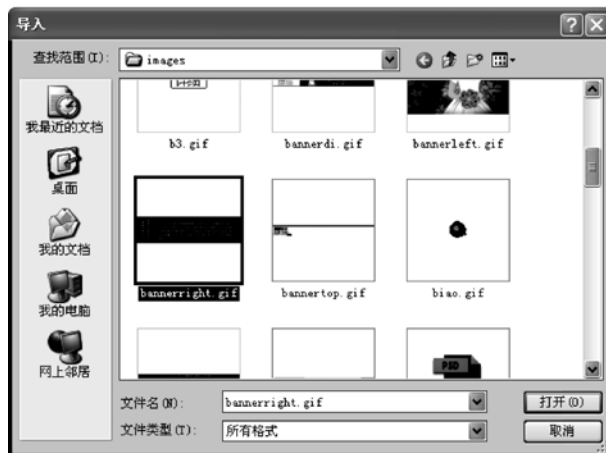 导入
查找范围(I):
images
我最近的文档
桌面
我的文档
我的电脑
网上邻居
详细
b3.gif
bannerdi.gif
bannerleft.gif
bannerright.gif
bannertop.gif
biao.gif
PSD
文件名(N):
bannerright.gif
打开(O)
文件类型(T):
所有格式
取消